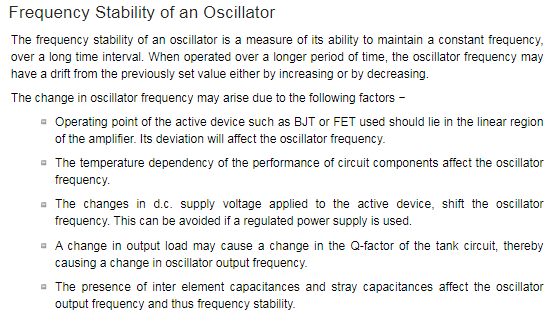 Frequency Stability of an Oscillator
The frequency stability of an oscillator is a measure of its ability to maintain a constant frequency,
over a long time interval. When operated over a longer period of time, the oscillator frequency may
have a drift from the previously set value either by increasing or by decreasing.
The change in oscillator frequency may arise due to the following factors −
Operating point of the active device such as BJT or FET used should lie in the linear region
of the amplifier. Its deviation will affect the oscillator frequency.
The temperature dependency of the performance of circuit components affect the oscillator
frequency.
The changes in d.c. supply voltage applied to the active device, shift the oscillator
frequency. This can be avoided if a regulated power supply is used.
A change in output load may cause a change in the Q-factor of the tank circuit, thereby
causing a change in oscillator output frequency.
The presence of inter element capacitances and stray capacitances affect the oscillator
output frequency and thus frequency stability.